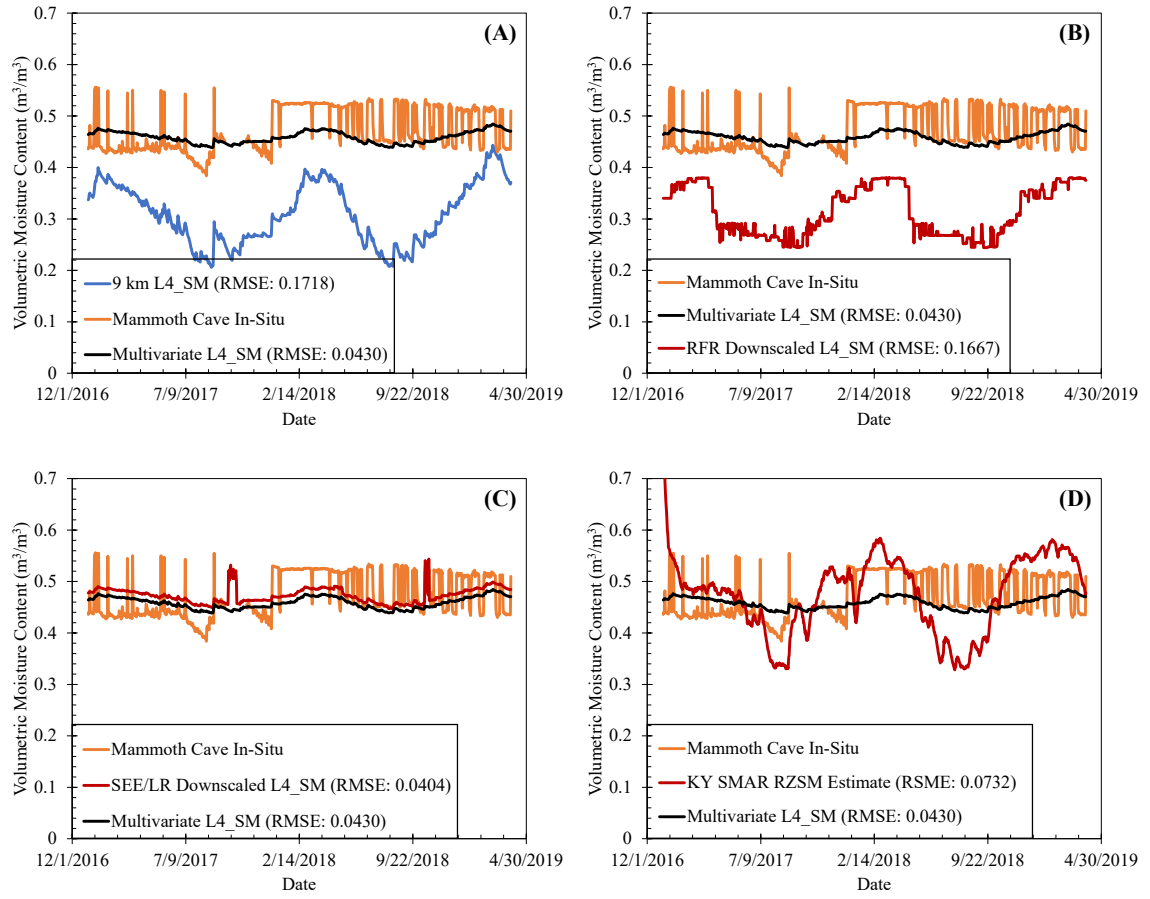 (A)
Volumetric Moisture Content (m³/m³)
0.7
0.6
0.5
0.4
0.3
0.2
0.1
0
9 km L4_SM (RMSE: 0.1718)
Mammoth Cave In-Situ
Multivariate L4_SM (RMSE: 0.0430)
12/1/2016 7/9/2017 2/14/2018 9/22/2018 4/30/2019
Date
(B)
Volumetric Moisture Content (m³/m³)
0.7
0.6
0.5
0.4
0.3
0.2
0.1
0
Mammoth Cave In-Situ
Multivariate L4_SM (RMSE: 0.0430)
RFR Downscaled L4_SM (RMSE: 0.1667)
12/1/2016 7/9/2017 2/14/2018 9/22/2018 4/30/2019
Date
(C)
Volumetric Moisture Content (m³/m³)
0.7
0.6
0.5
0.4
0.3
0.2
0.1
0
Mammoth Cave In-Situ
SEE/LR Downscaled L4_SM (RMSE: 0.0404)
Multivariate L4_SM (RMSE: 0.0430)
12/1/2016 7/9/2017 2/14/2018 9/22/2018 4/30/2019
Date
(D)
Volumetric Moisture Content (m³/m³)
0.7
0.6
0.5
0.4
0.3
0.2
0.1
0
Mammoth Cave In-Situ
KY SMAR RZSM Estimate (RSME: 0.0732)
Multivariate L4_SM (RMSE: 0.0430)
12/1/2016 7/9/2017 2/14/2018 9/22/2018 4/30/2019
Date